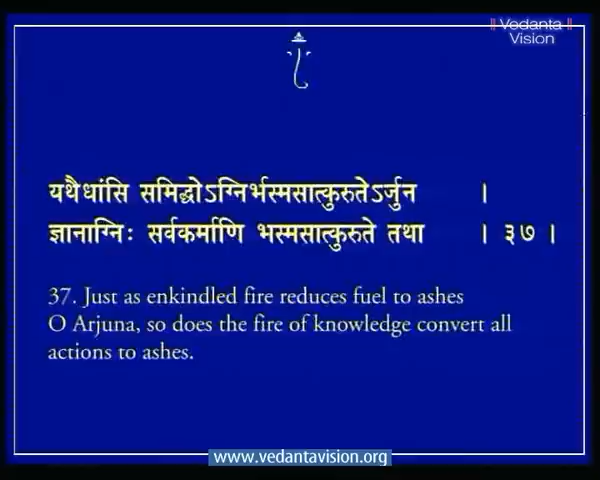 || Vedanta ||
Vision
यथैधांसि समिद्धोऽग्निर्भस्मसात्कुरुतेऽर्जुन ।
ज्ञानाग्निः सर्वकर्माणि भस्मसात्कुरुते तथा । ३७ ।
37. Just as enkindled fire reduces fuel to ashes
O Arjuna, so does the fire of knowledge convert all
actions to ashes.
www.vedantavision.org